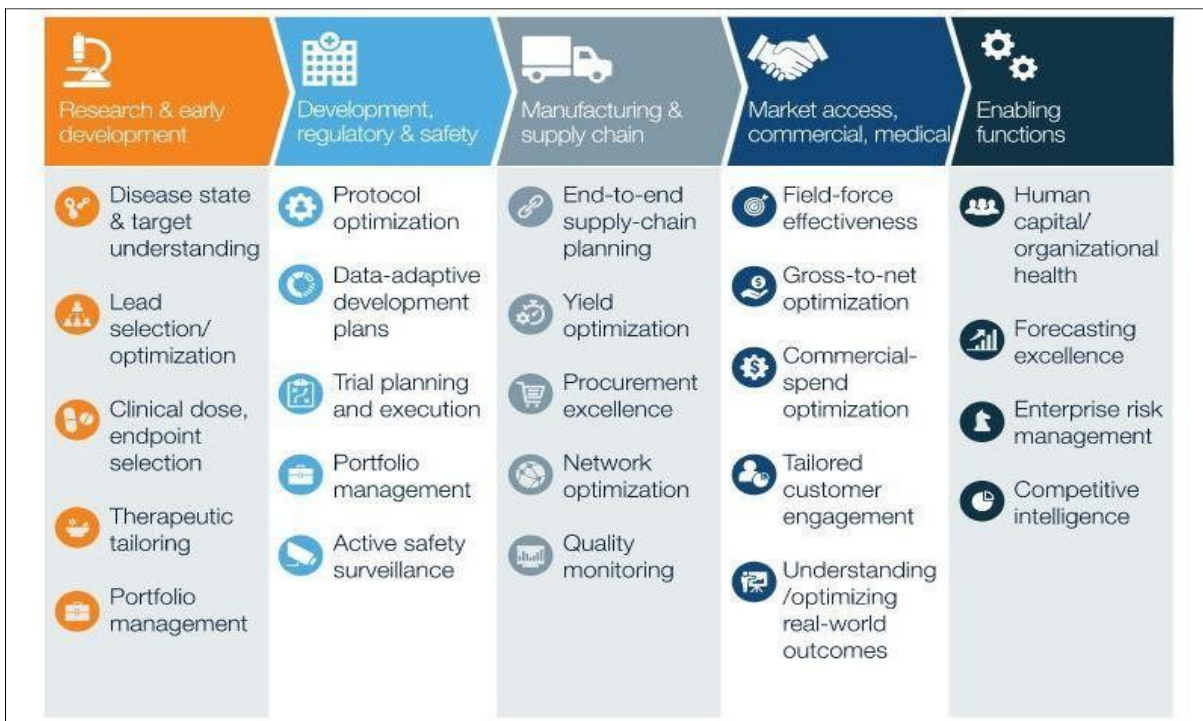 Research & early
development
Development,
regulatory & safety
Manufacturing &
supply chain
Market access,
commercial, medical
Enabling
functions
Disease state
& target
understanding
Lead
selection/
optimization
Clinical dose,
endpoint
selection
Therapeutic
tailoring
Portfolio
management
Protocol
optimization
Data-adaptive
development
plans
Trial planning
and execution
Portfolio
management
Active safety
surveillance
End-to-end
supply-chain
planning
Yield
optimization
Procurement
excellence
Network
optimization
Quality
monitoring
Field-force
effectiveness
Gross-to-net
optimization
Commercial-
spend
optimization
Tailored
customer
engagement
Understanding
/optimizing
real-world
outcomes
Human
capital/
organizational
health
Forecasting
excellence
Enterprise risk
management
Competitive
intelligence